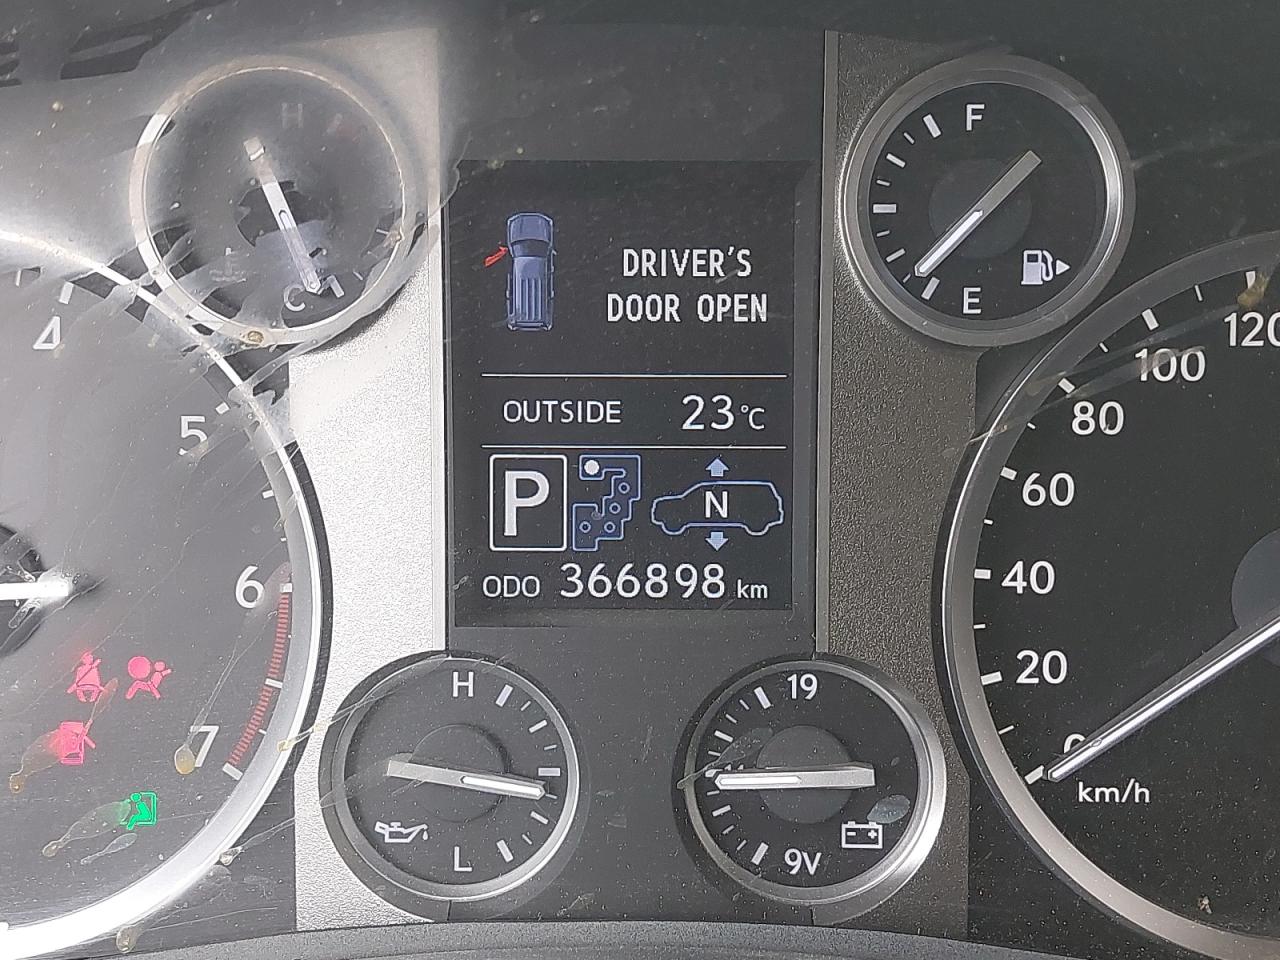 H
C
F
E
4
5
6
7
DRIVER'S
DOOR OPEN
OUTSIDE 23°C
P N
ODO 366898 km
H
L
19
9V
120
100
80
60
40
20
0
km/h